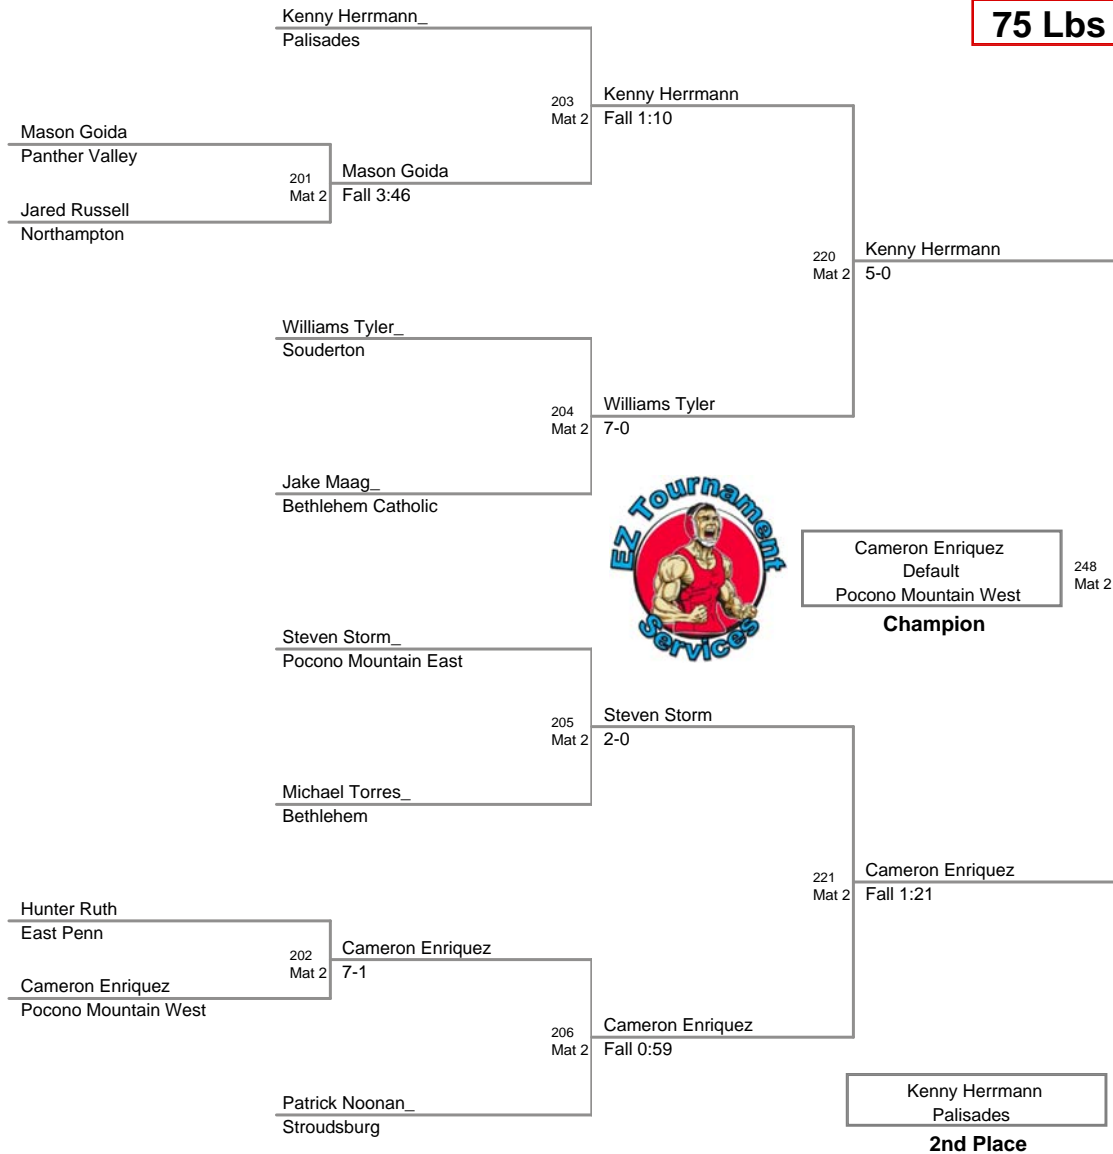 Kenny Herrmann_
Palisades
75 Lbs
203
Mat 2
Kenny Herrmann
Fall 1:10
Mason Goida
Panther Valley
201
Mat 2
Mason Goida
Fall 3:46
Jared Russell
Northampton
220
Mat 2
Kenny Herrmann
5-0
Williams Tyler_
Souderton
204
Mat 2
Williams Tyler
7-0
Jake Maag_
Bethlehem Catholic
EZ Tournament
Services
Cameron Enriquez
Default
Pocono Mountain West
Champion
248
Mat 2
Steven Storm_
Pocono Mountain East
205
Mat 2
Steven Storm
2-0
Michael Torres_
Bethlehem
221
Mat 2
Cameron Enriquez
Fall 1:21
Hunter Ruth
East Penn
202
Mat 2
Cameron Enriquez
7-1
Cameron Enriquez
Pocono Mountain West
206
Mat 2
Cameron Enriquez
Fall 0:59
Patrick Noonan_
Stroudsburg
Kenny Herrmann
Palisades
2nd Place